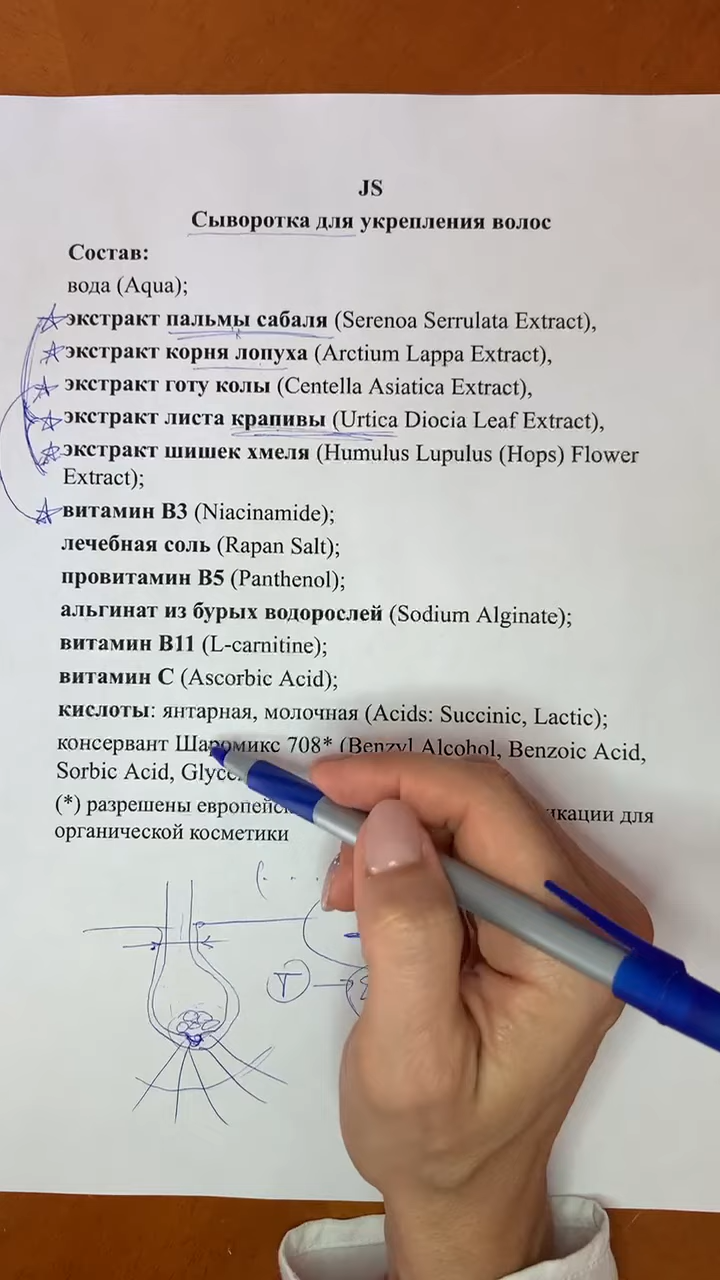 JS
Сыворотка для укрепления волос
Состав:
вода (Aqua);
экстракт пальмы сабаля (Serenoa Serrulata Extract),
экстракт корня лопуха (Arctium Lappa Extract),
экстракт готу колы (Centella Asiatica Extract),
экстракт листа крапивы (Urtica Diocia Leaf Extract),
экстракт шишек хмеля (Humulus Lupulus (Hops) Flower
Extract);
витамин В3 (Niacinamide);
лечебная соль (Rapan Salt);
провитамин В5 (Panthenol);
альгинат из бурых водорослей (Sodium Alginate);
витамин В11 (L-carnitine);
витамин С (Ascorbic Acid);
кислоты: янтарная, молочная (Acids: Succinic, Lactic);
консервант Шаромикс 708* (Benzyl Alcohol, Benzoic Acid,
Sorbic Acid,
(*) разрешены для
органической косметики
Т